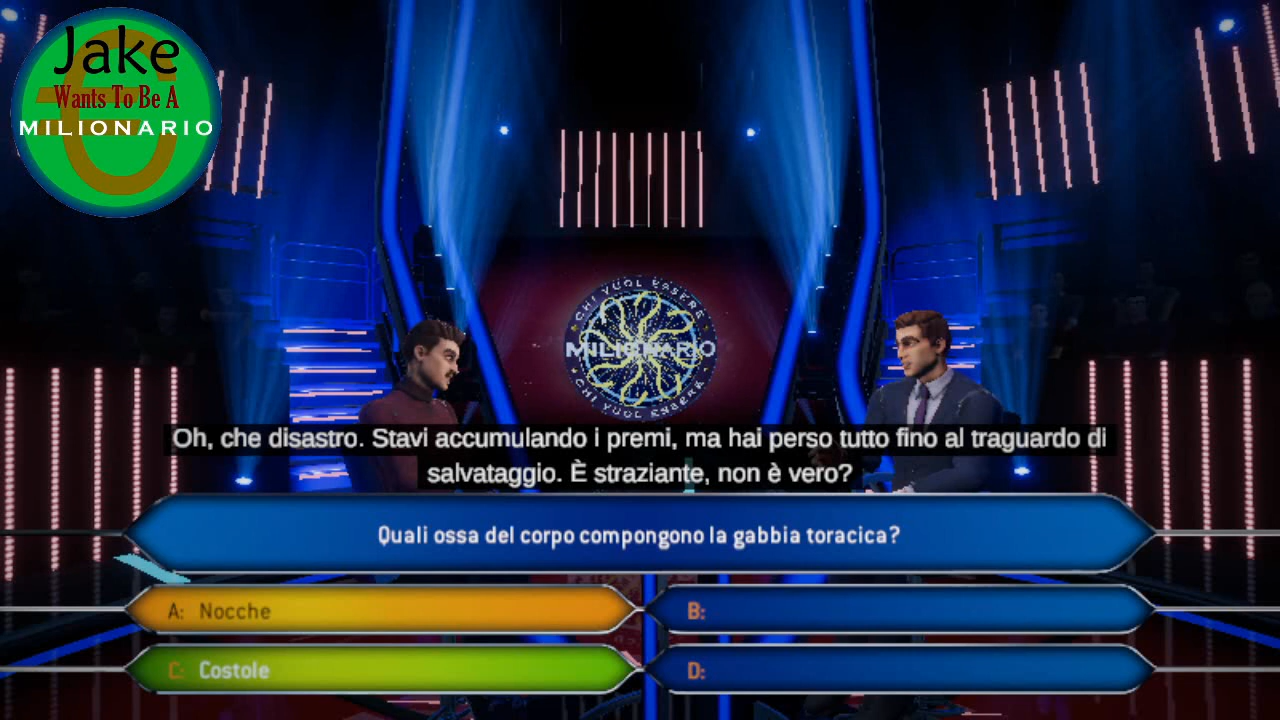 Jake
Wants To Be A
MILIONARIO
CHI VUOL ESSERE
MILIONARIO
CHI VUOL ESSERE
Oh, che disastro. Stavi accumulando i premi, ma hai perso tutto fino al traguardo di
salvataggio. È straziante, non è vero?
Quali ossa del corpo compongono la gabbia toracica?
A: Nocche
B:
C: Costole
D: